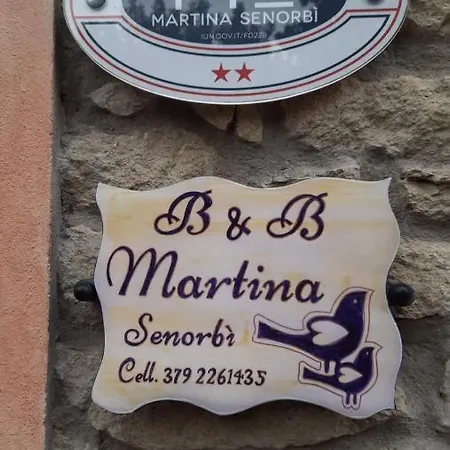 MARTINA SENORBÌ
B & B
Martina
Senorbì
Cell. 379 2261435